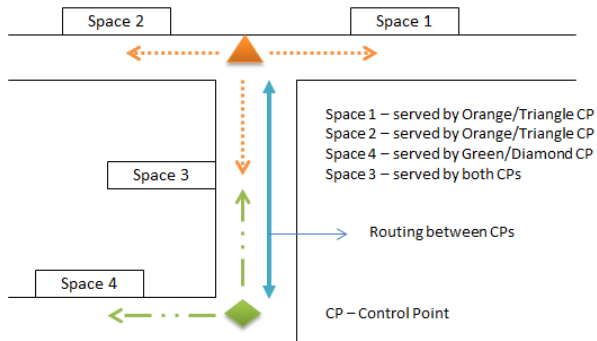 Space 2
Space 1
Space 1 – served by Orange/Triangle CP
Space 2 – served by Orange/Triangle CP
Space 4 – served by Green/Diamond CP
Space 3 – served by both CPs
Space 3
Routing between CPs
Space 4
CP – Control Point